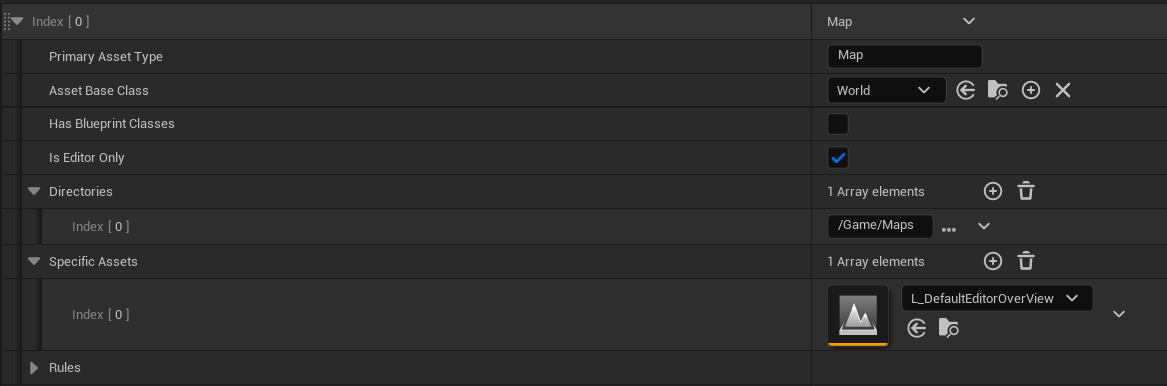 Index [ 0 ] Map
Primary Asset Type Map
Asset Base Class World
Has Blueprint Classes
Is Editor Only
Directories 1 Array elements
Index [ 0 ] /Game/Maps ...
Specific Assets 1 Array elements
Index [ 0 ] L_DefaultEditorOverView
Rules